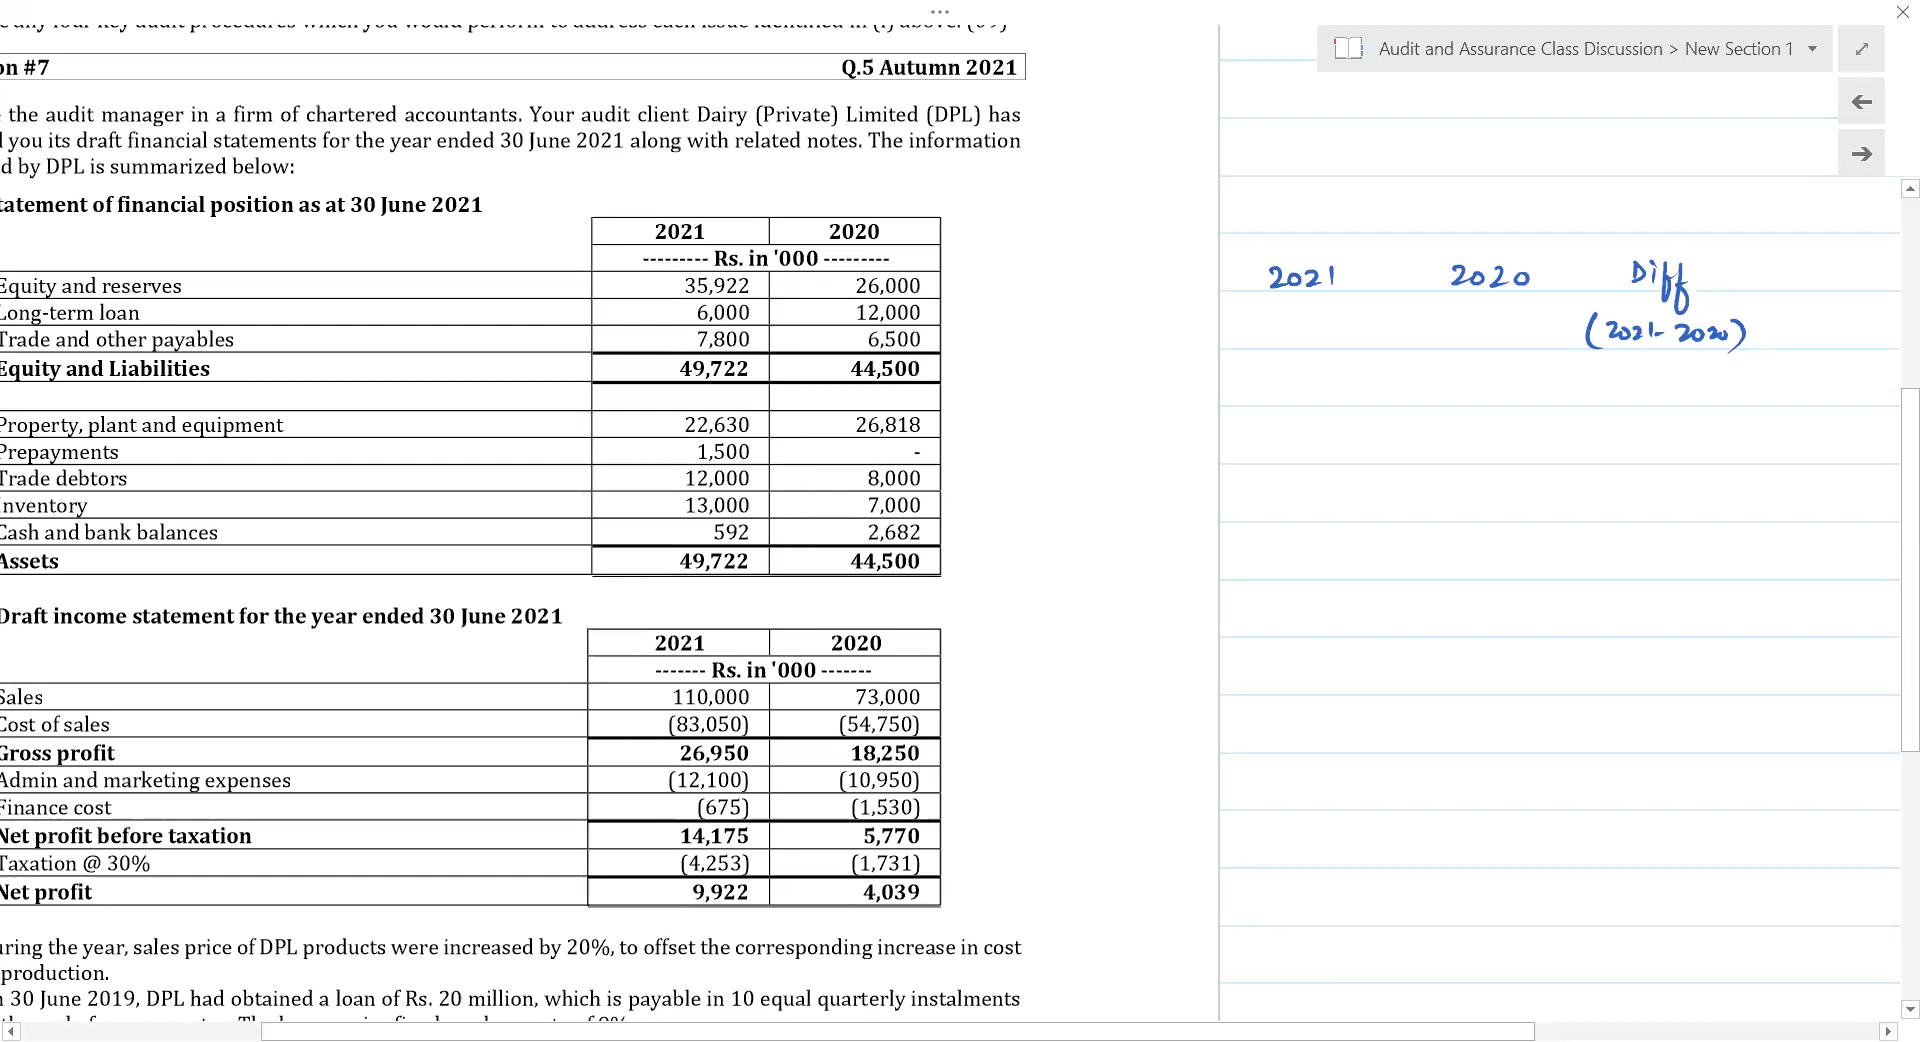 on #7 Q.5 Autumn 2021
the audit manager in a firm of chartered accountants. Your audit client Dairy (Private) Limited (DPL) has
you its draft financial statements for the year ended 30 June 2021 along with related notes. The information
d by DPL is summarized below:
tatement of financial position as at 30 June 2021
2021 2020
--------- Rs. in '000 ---------
Equity and reserves 35,922 26,000
Long-term loan 6,000 12,000
Trade and other payables 7,800 6,500
Equity and Liabilities 49,722 44,500
Property, plant and equipment 22,630 26,818
Prepayments 1,500 -
Trade debtors 12,000 8,000
Inventory 13,000 7,000
Cash and bank balances 592 2,682
Assets 49,722 44,500
Draft income statement for the year ended 30 June 2021
2021 2020
------- Rs. in '000 -------
Sales 110,000 73,000
Cost of sales (83,050) (54,750)
Gross profit 26,950 18,250
Admin and marketing expenses (12,100) (10,950)
Finance cost (675) (1,530)
Net profit before taxation 14,175 5,770
Taxation @ 30% (4,253) (1,731)
Net profit 9,922 4,039
uring the year, sales price of DPL products were increased by 20%, to offset the corresponding increase in cost
production.
30 June 2019, DPL had obtained a loan of Rs. 20 million, which is payable in 10 equal quarterly instalments
Audit and Assurance Class Discussion > New Section 1
2021 2020 Diff
(2021-2020)